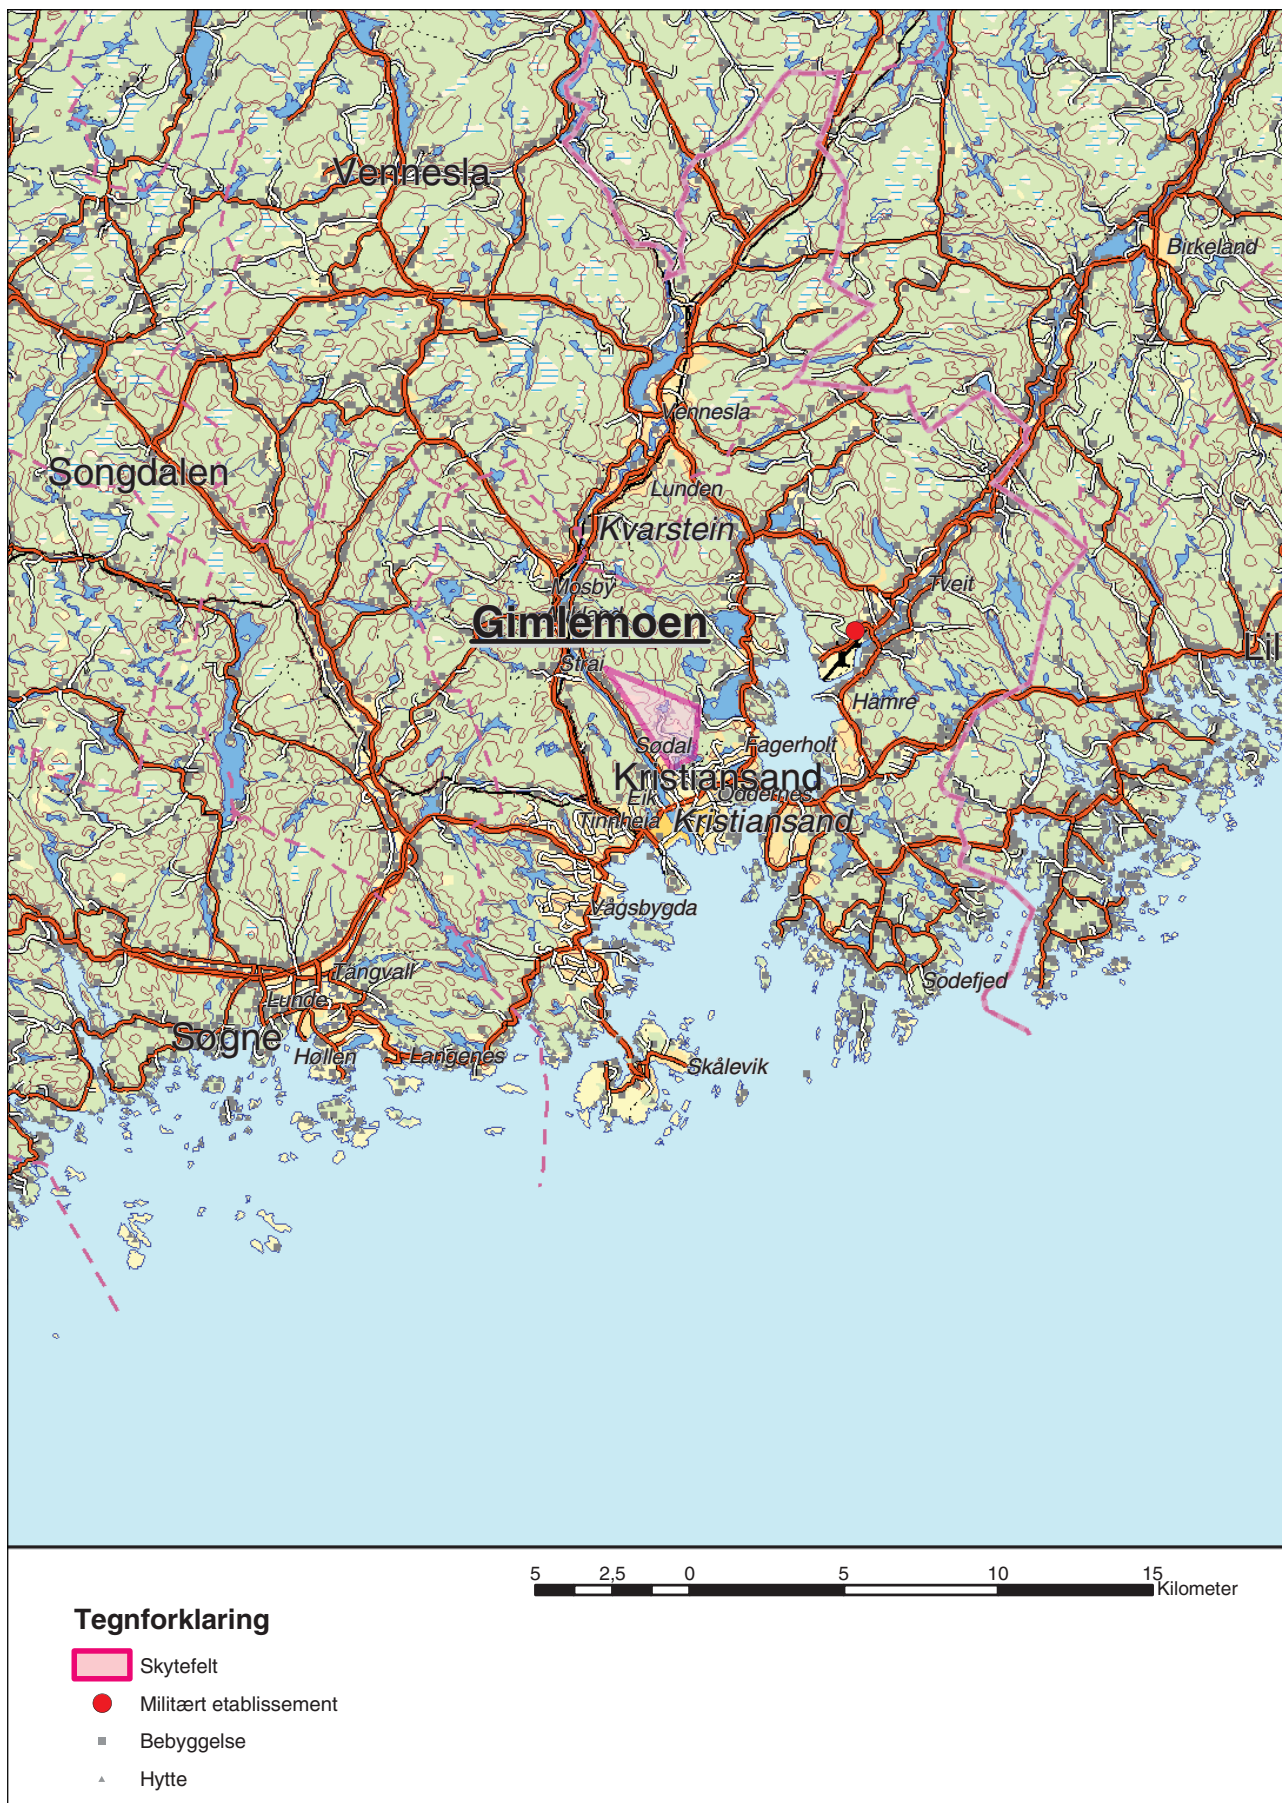 Vennesla
Birkeland
Vennesla
Songdalen
Lunden
Kvarstein
Mosby
Tveit
Gimlemoen
Lil
Strai
Hamre
Sødal
Fagerholt
Kristiansand
Eik
Oddernes
Tinnheia
Kristiansand
Vågsbygda
Tangvall
Sodefjed
Lunde
Søgne
Høllen
Langenes
Skålevik
5 2,5 0 5 10 15
Kilometer
Tegnforklaring
Skytefelt
Militært etablissement
Bebyggelse
Hytte